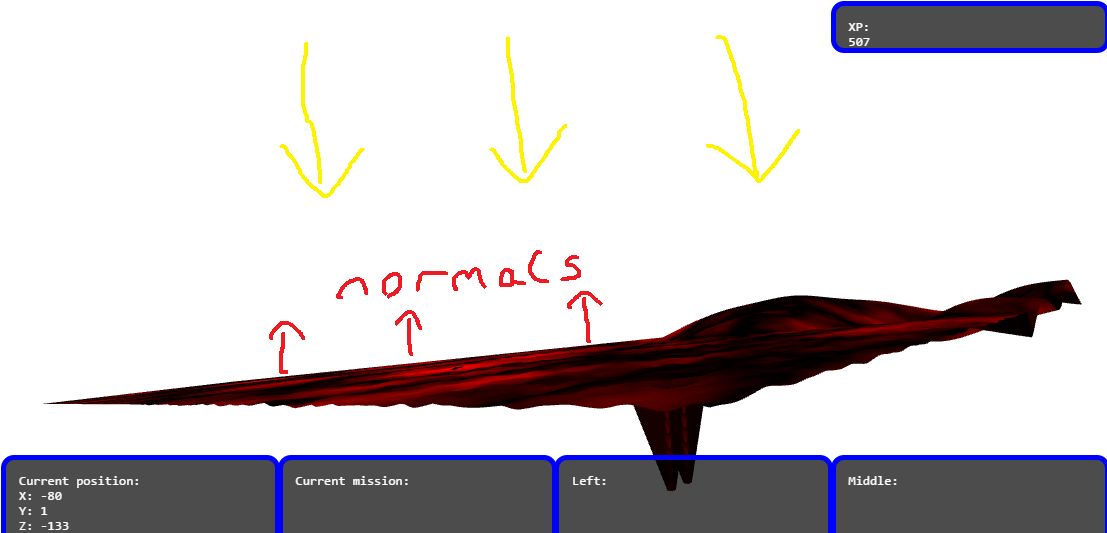 XP:
507
normals
Current position:
X: -80
Y: 1
Z: -133
Current mission:
Left:
Middle: